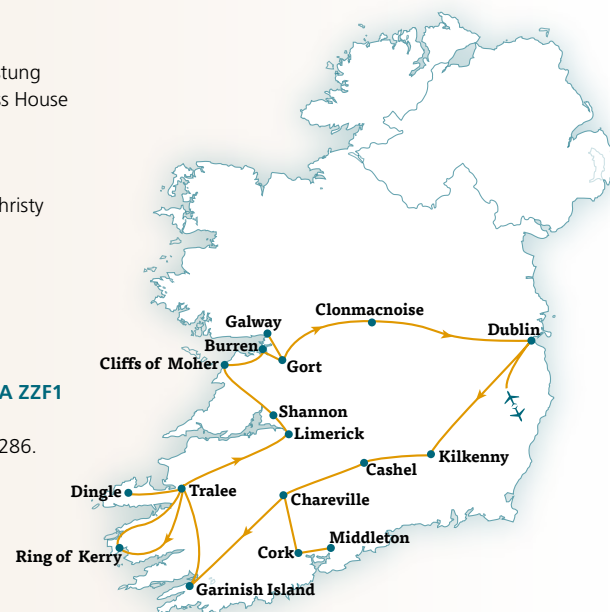 tung
s House
hristy
A ZZF1
286.
Clonmacnoise
Galway
Dublin
Burren
Cliffs of Moher
Gort
Shannon
Limerick
Kilkenny
Cashel
Dingle
Tralee
Chareville
Middleton
Cork
Ring of Kerry
Garinish Island